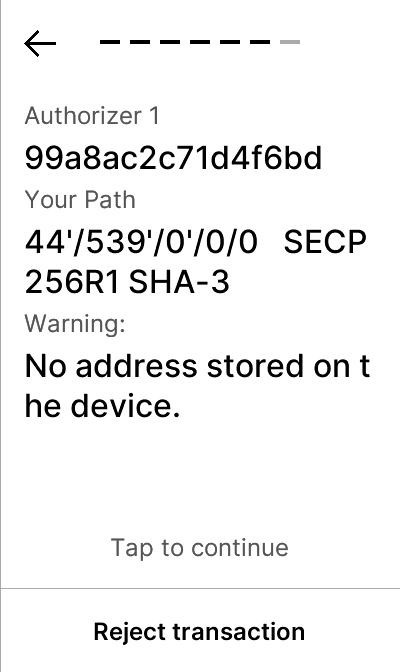 Authorizer 1
99a8ac2c71d4f6bd
Your Path
44'/539'/0'/0/0   SECP
256R1 SHA-3
Warning:
No address stored on t
he device.
Tap to continue
Reject transaction